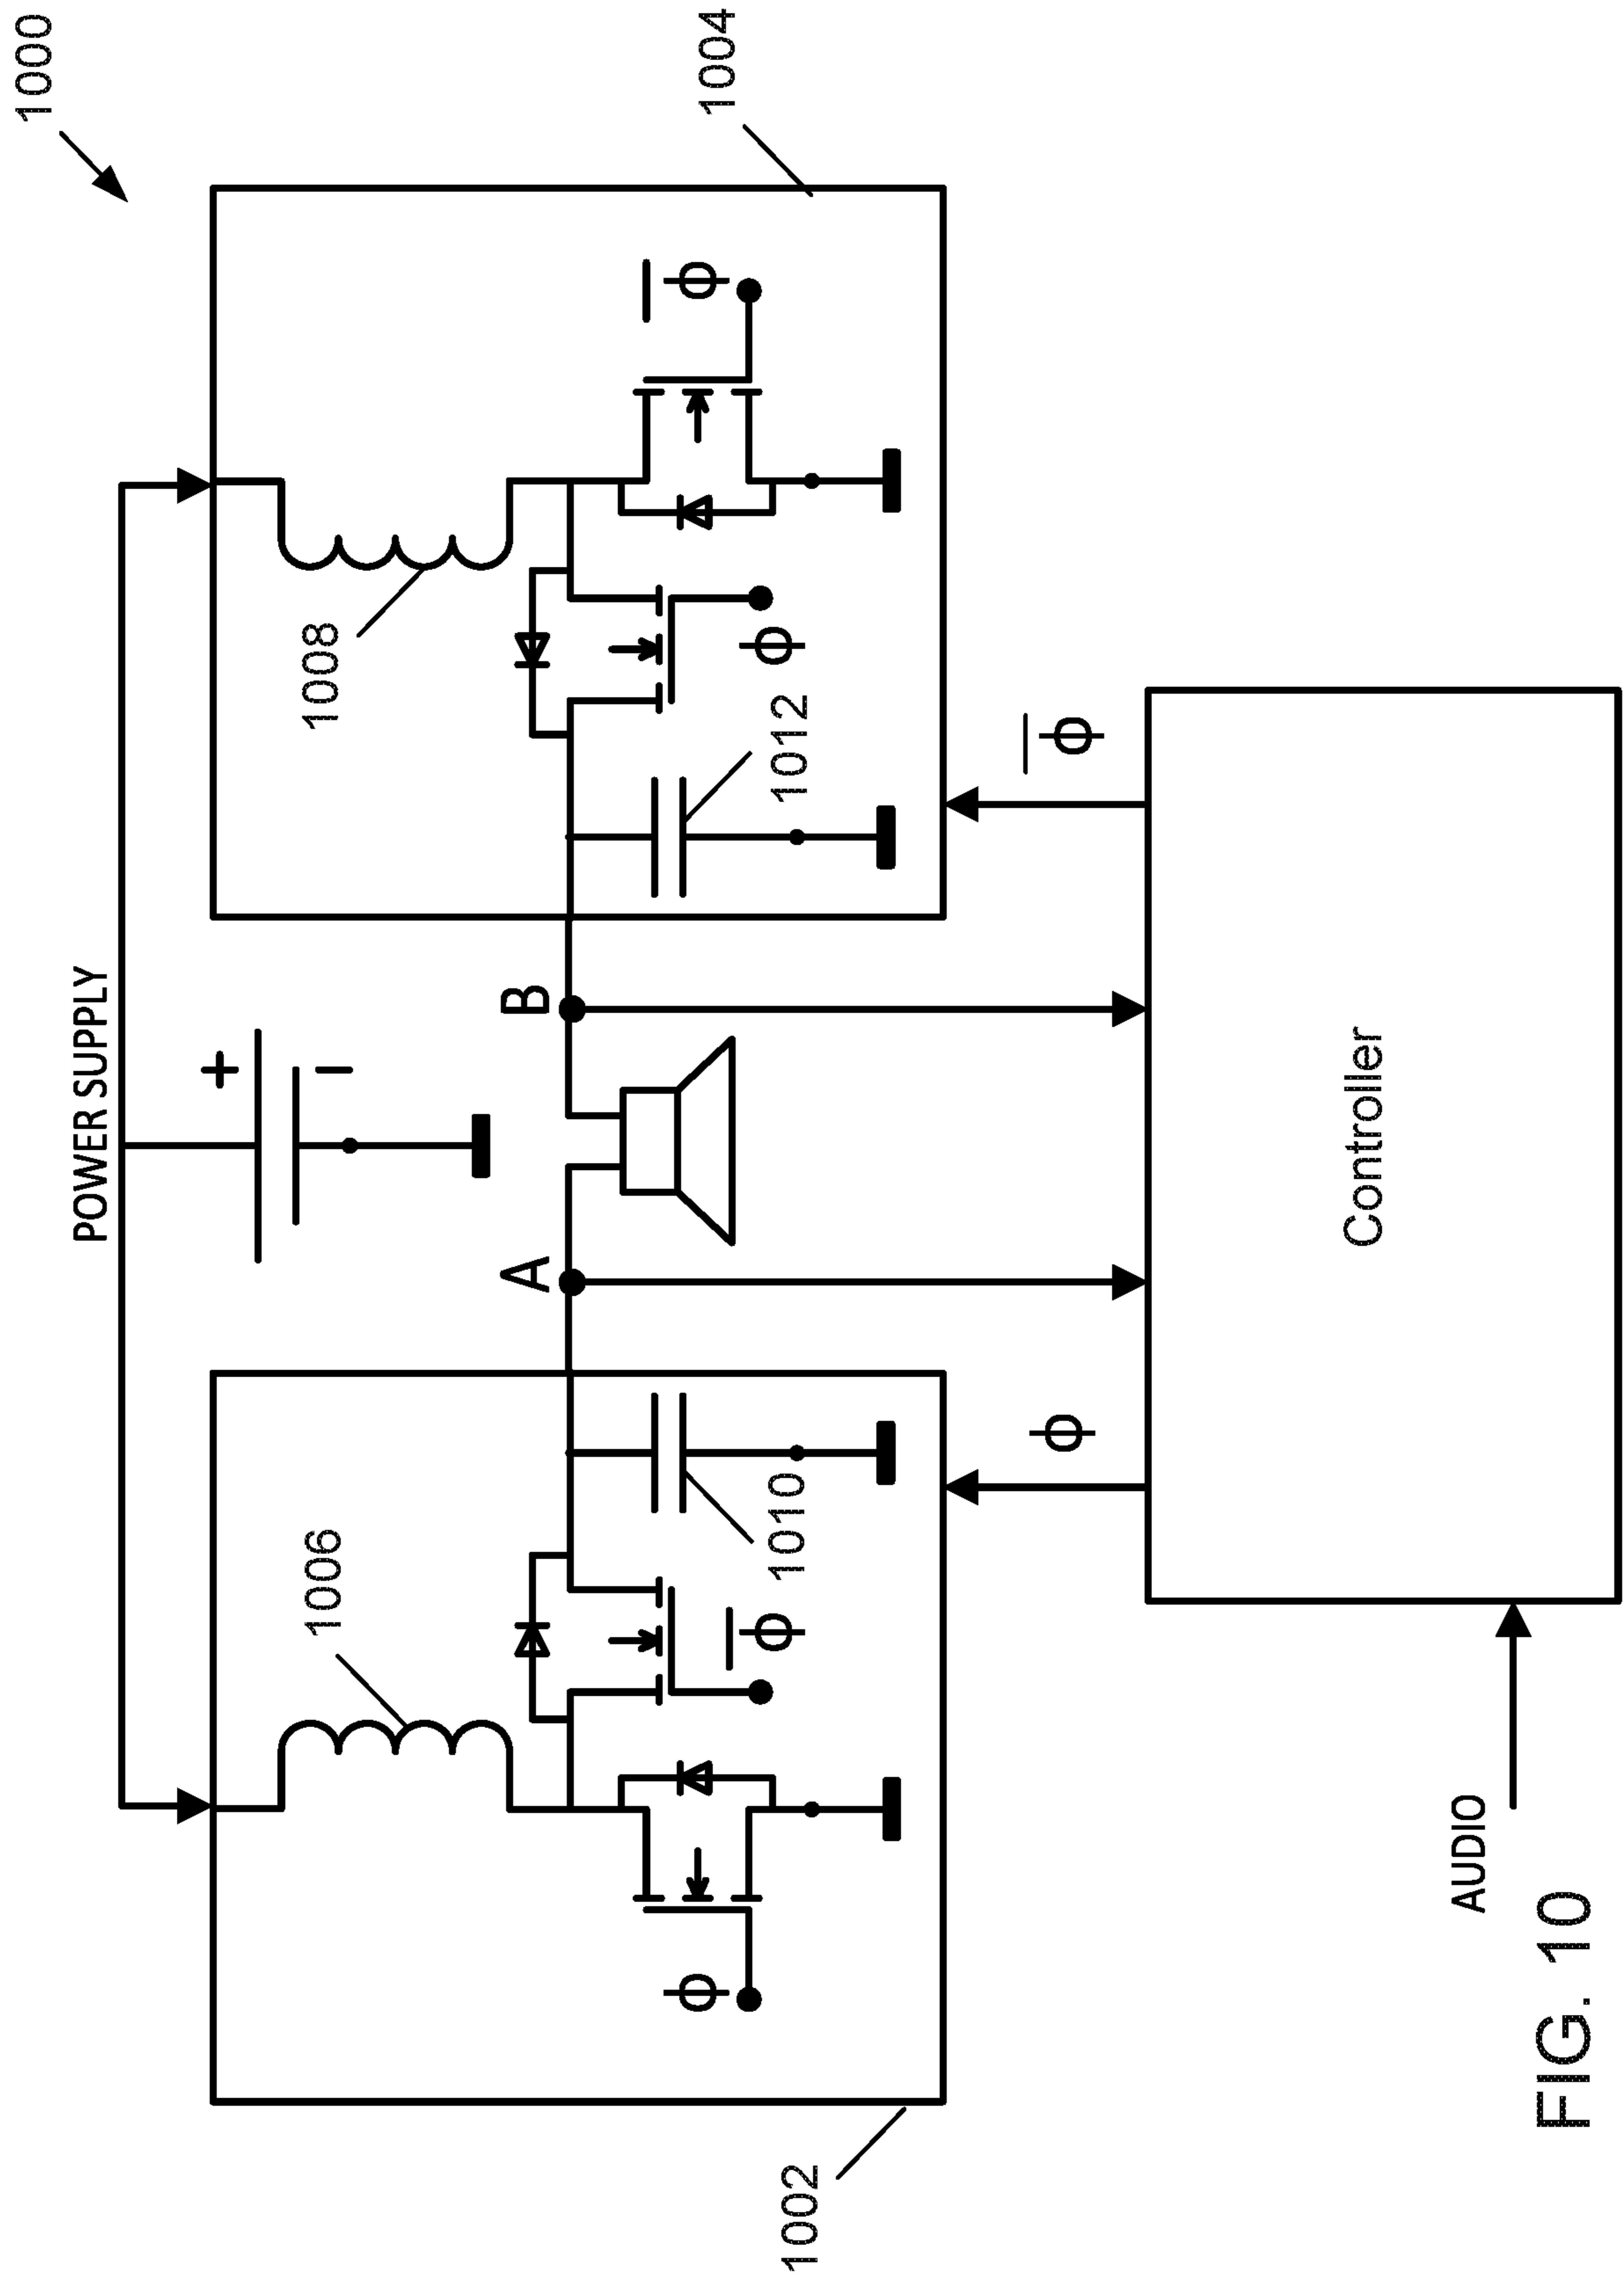 1000
POWER SUPPLY
+
−
1002
1004
1006
1008
A
B
ϕ
ϕ̅
1010
1012
ϕ
ϕ̅
ϕ
ϕ̅
Controller
AUDIO
FIG. 10